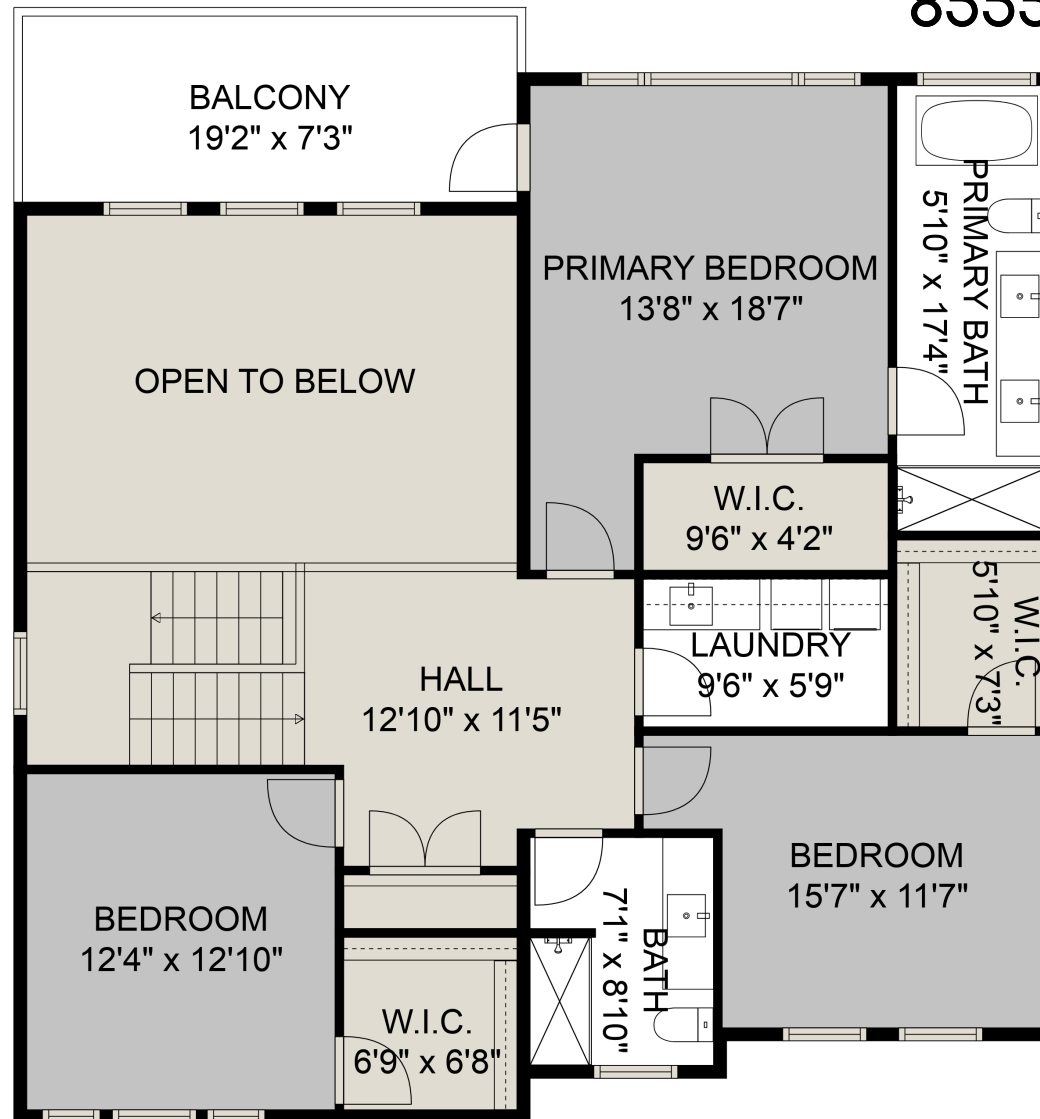 8555
BALCONY
19'2" x 7'3"
PRIMARY BEDROOM
13'8" x 18'7"
PRIMARY BATH
5'10" x 17'4"
OPEN TO BELOW
W.I.C.
9'6" x 4'2"
W.I.C.
5'10" x 7'3"
LAUNDRY
9'6" x 5'9"
HALL
12'10" x 11'5"
BEDROOM
15'7" x 11'7"
BEDROOM
12'4" x 12'10"
BATH
7'1" x 8'10"
W.I.C.
6'9" x 6'8"